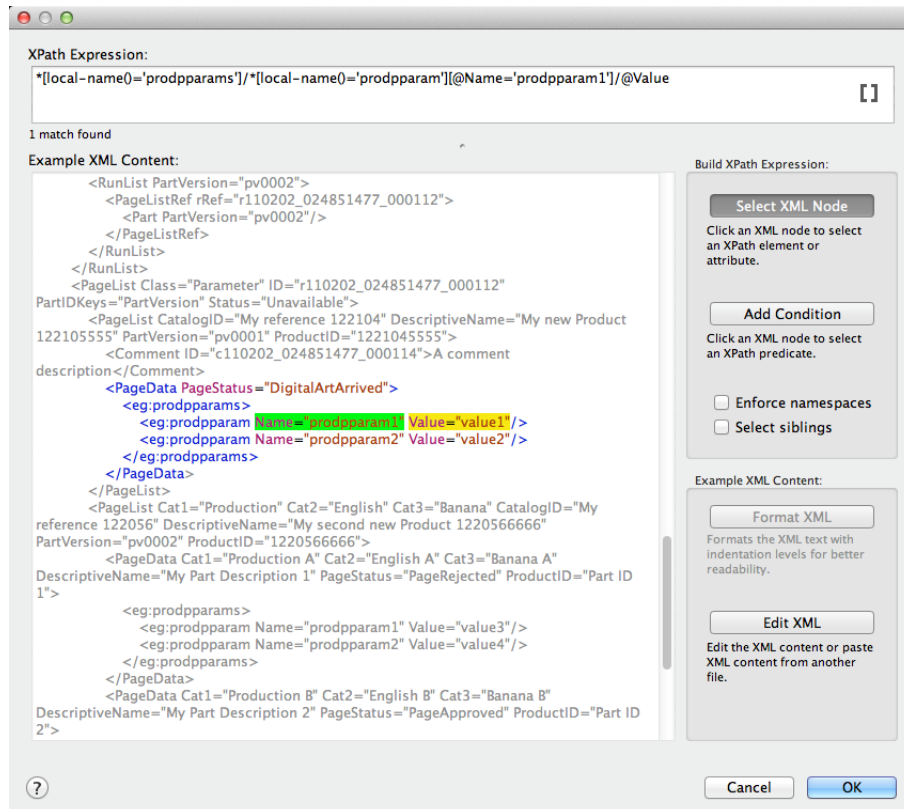 XPath Expression:
*[local-name()='prodpparams']/*[local-name()='prodpparam'][@Name='prodpparam1']/@Value
[]
1 match found
Example XML Content:
<RunList PartVersion="pv0002">
<PageListRef rRef="r110202_024851477_000112">
<Part PartVersion="pv0002"/>
</PageListRef>
</RunList>
</RunList>
<PageList Class="Parameter" ID="r110202_024851477_000112"
PartIDKeys="PartVersion" Status="Unavailable">
<PageList CatalogID="My reference 122104" DescriptiveName="My new Product
122105555" PartVersion="pv0001" ProductID="1221045555">
<Comment ID="c110202_024851477_000114">A comment
description</Comment>
<PageData PageStatus="DigitalArtArrived">
<eg:prodpparams>
<eg:prodpparam Name="prodpparam1" Value="value1"/>
<eg:prodpparam Name="prodpparam2" Value="value2"/>
</eg:prodpparams>
</PageData>
</PageList>
<PageList Cat1="Production" Cat2="English" Cat3="Banana" CatalogID="My
reference 122056" DescriptiveName="My second new Product 1220566666"
PartVersion="pv0002" ProductID="1220566666">
<PageData Cat1="Production A" Cat2="English A" Cat3="Banana A"
DescriptiveName="My Part Description 1" PageStatus="PageRejected" ProductID="Part ID
1">
<eg:prodpparams>
<eg:prodpparam Name="prodpparam1" Value="value3"/>
<eg:prodpparam Name="prodpparam2" Value="value4"/>
</eg:prodpparams>
</PageData>
<PageData Cat1="Production B" Cat2="English B" Cat3="Banana B"
DescriptiveName="My Part Description 2" PageStatus="PageApproved" ProductID="Part ID
2">
Build XPath Expression:
Select XML Node
Click an XML node to select
an XPath element or
attribute.
Add Condition
Click an XML node to select
an XPath predicate.
Enforce namespaces
Select siblings
Example XML Content:
Format XML
Formats the XML text with
indentation levels for better
readability.
Edit XML
Edit the XML content or paste
XML content from another
file.
?
Cancel
OK